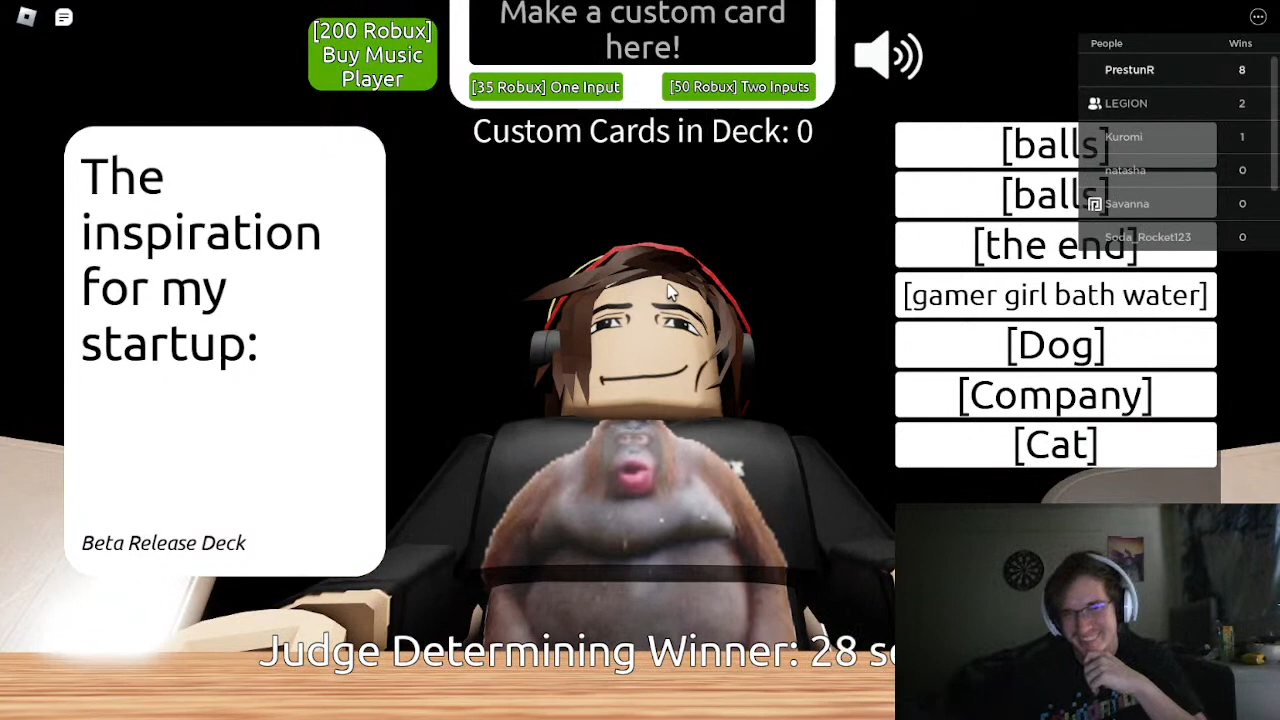 [200 Robux]
Buy Music
Player
Make a custom card
here!
[35 Robux] One Input
[50 Robux] Two Inputs
Custom Cards in Deck: 0
People Wins
PrestunR 8
LEGION 2
Kuromi 1
natasha 0
Savanna 0
Soda_Rocket123 0
The
inspiration
for my
startup:
Beta Release Deck
[balls]
[balls]
[the end]
[gamer girl bath water]
[Dog]
[Company]
[Cat]
Judge Determining Winner: 28 se